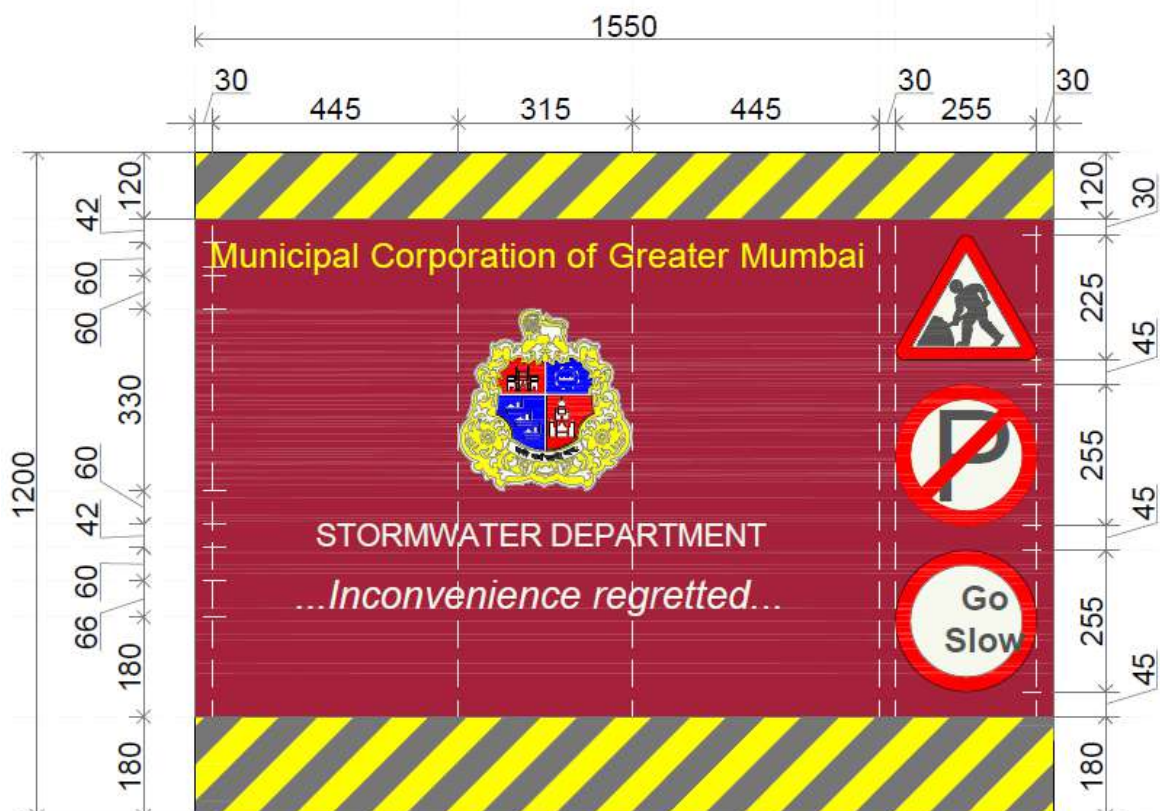 1550
30 30 30
445 315 445 255
Municipal Corporation of Greater Mumbai
STORMWATER DEPARTMENT
...Inconvenience regretted...
P
Go
Slow
1200
120
42
60
60
330
60
42
60
66
180
180
120
30
225
45
255
45
255
45
180